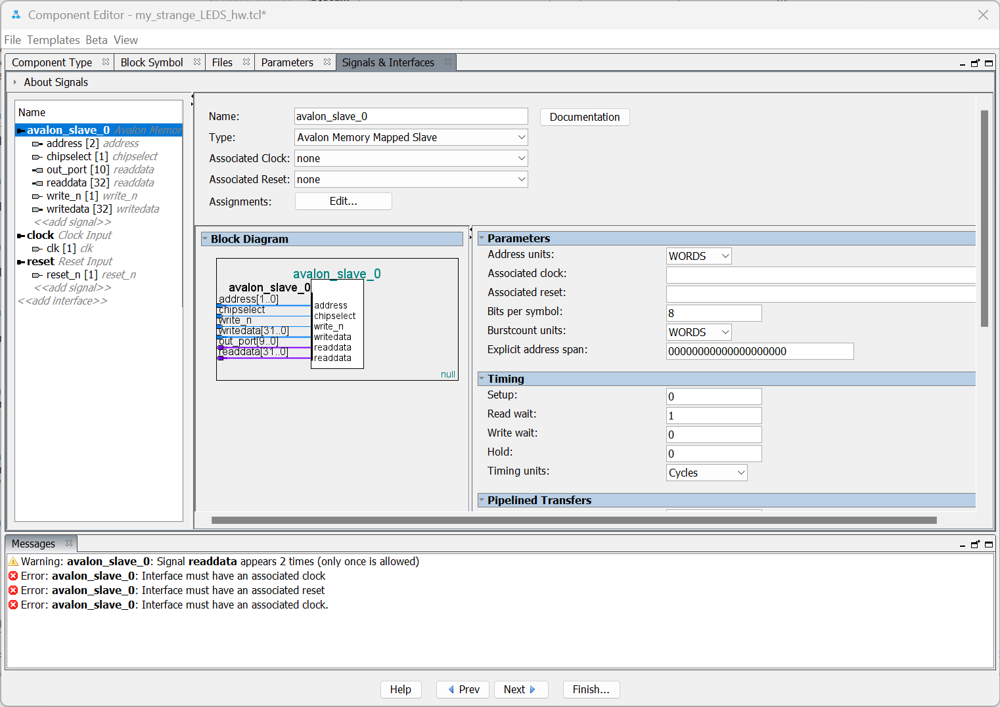 Component Editor - my_strange_LEDS_hw.tcl*
File Templates Beta View
Component Type Block Symbol Files Parameters Signals & Interfaces
About Signals
Name
avalon_slave_0 Avalon Memor
address [2] address
chipselect [1] chipselect
out_port [10] readdata
readdata [32] readdata
write_n [1] write_n
writedata [32] writedata
<<add signal>>
clock Clock Input
clk [1] clk
reset Reset Input
reset_n [1] reset_n
<<add signal>>
<<add interface>>
Name: avalon_slave_0 Documentation
Type: Avalon Memory Mapped Slave
Associated Clock: none
Associated Reset: none
Assignments: Edit...
Block Diagram
avalon_slave_0
avalon_slave_0
address[1..0] address
chipselect chipselect
write_n write_n
writedata[31..0] writedata
out_port[9..0] readdata
readdata[31..0] readdata
null
Parameters
Address units: WORDS
Associated clock:
Associated reset:
Bits per symbol: 8
Burstcount units: WORDS
Explicit address span: 00000000000000000000
Timing
Setup: 0
Read wait: 1
Write wait: 0
Hold: 0
Timing units: Cycles
Pipelined Transfers
Messages
Warning: avalon_slave_0: Signal readdata appears 2 times (only once is allowed)
Error: avalon_slave_0: Interface must have an associated clock
Error: avalon_slave_0: Interface must have an associated reset
Error: avalon_slave_0: Interface must have an associated clock.
Help Prev Next Finish...